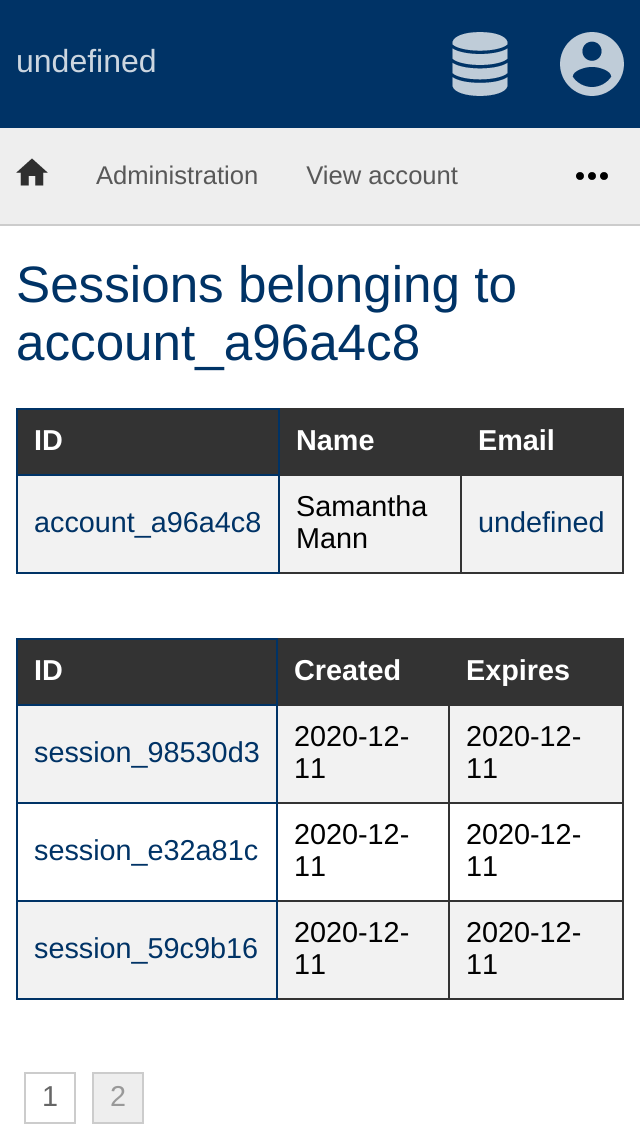 undefined
Administration View account
Sessions belonging to
account_a96a4c8
ID Name Email
account_a96a4c8 Samantha Mann undefined
ID Created Expires
session_98530d3 2020-12-11 2020-12-11
session_e32a81c 2020-12-11 2020-12-11
session_59c9b16 2020-12-11 2020-12-11
1 2